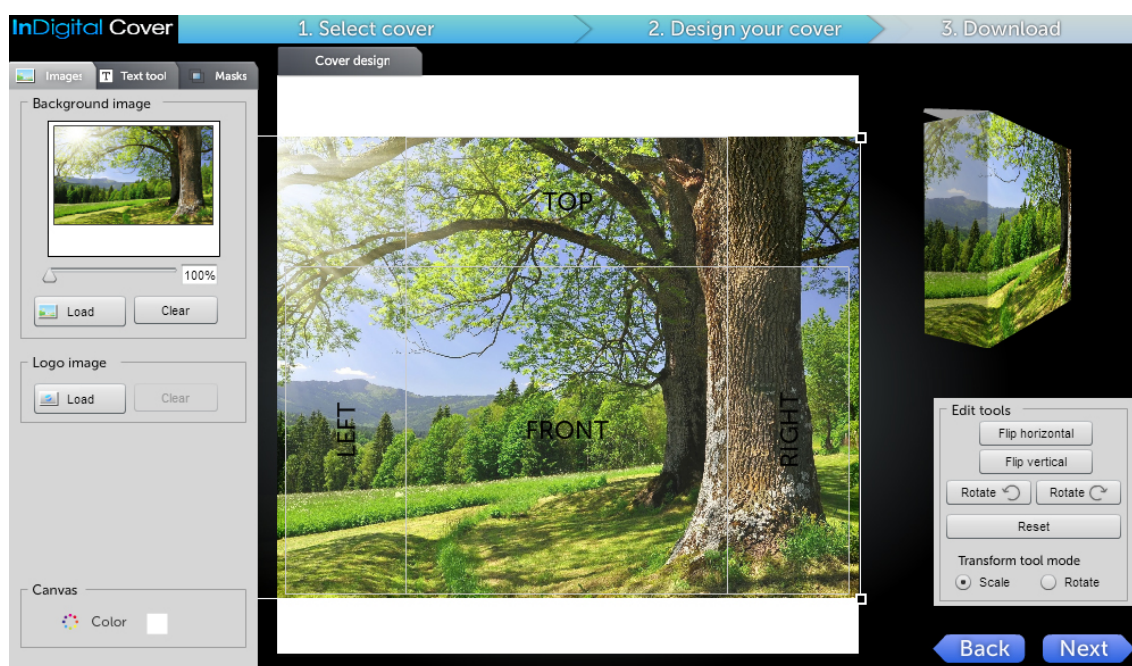 InDigital Cover
1. Select cover
2. Design your cover
3. Download
Images
Text tool
Masks
Cover design
Background image
100%
Load
Clear
Logo image
Load
Clear
Canvas
Color
TOP
LEFT
FRONT
RIGHT
Edit tools
Flip horizontal
Flip vertical
Rotate
Rotate
Reset
Transform tool mode
Scale
Rotate
Back
Next